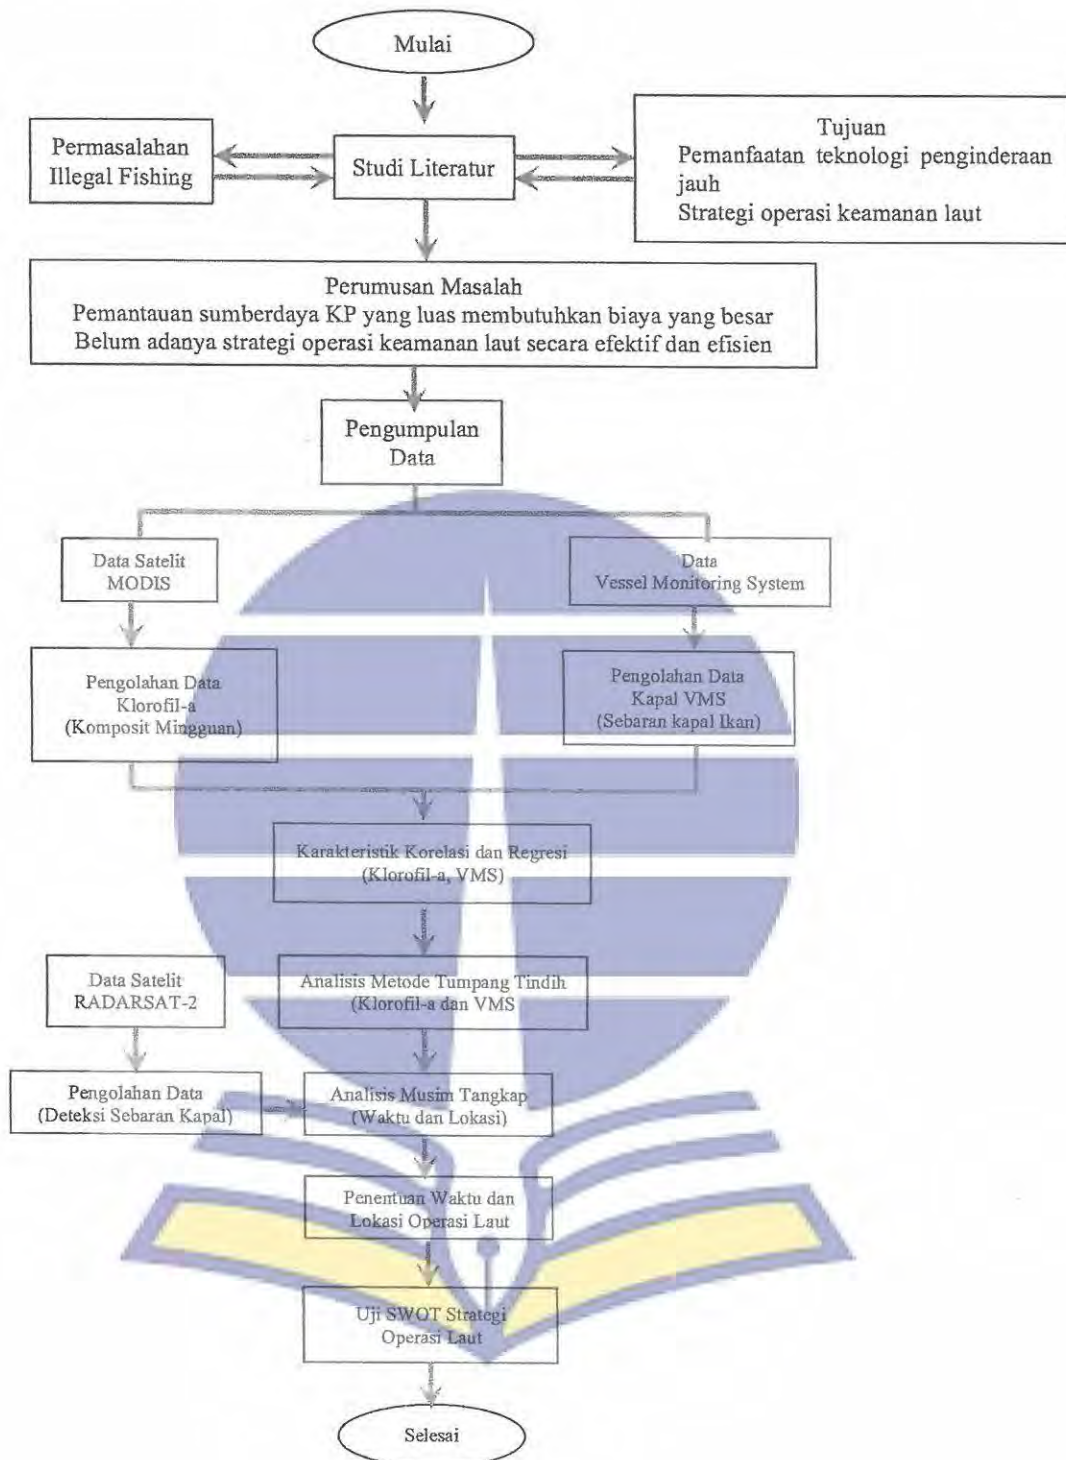 Mulai
Permasalahan
Illegal Fishing
Studi Literatur
Tujuan
Pemanfaatan teknologi penginderaan
jauh
Strategi operasi keamanan laut
Perumusan Masalah
Pemantauan sumberdaya KP yang luas membutuhkan biaya yang besar
Belum adanya strategi operasi keamanan laut secara efektif dan efisien
Pengumpulan
Data
Data Satelit
MODIS
Data
Vessel Monitoring System
Pengolahan Data
Klorofil-a
(Komposit Mingguan)
Pengolahan Data
Kapal VMS
(Sebaran kapal Ikan)
Karakteristik Korelasi dan Regresi
(Klorofil-a, VMS)
Data Satelit
RADARSAT-2
Analisis Metode Tumpang Tindih
(Klorofil-a dan VMS
Pengolahan Data
(Deteksi Sebaran Kapal)
Analisis Musim Tangkap
(Waktu dan Lokasi)
Penentuan Waktu dan
Lokasi Operasi Laut
Uji SWOT Strategi
Operasi Laut
Selesai